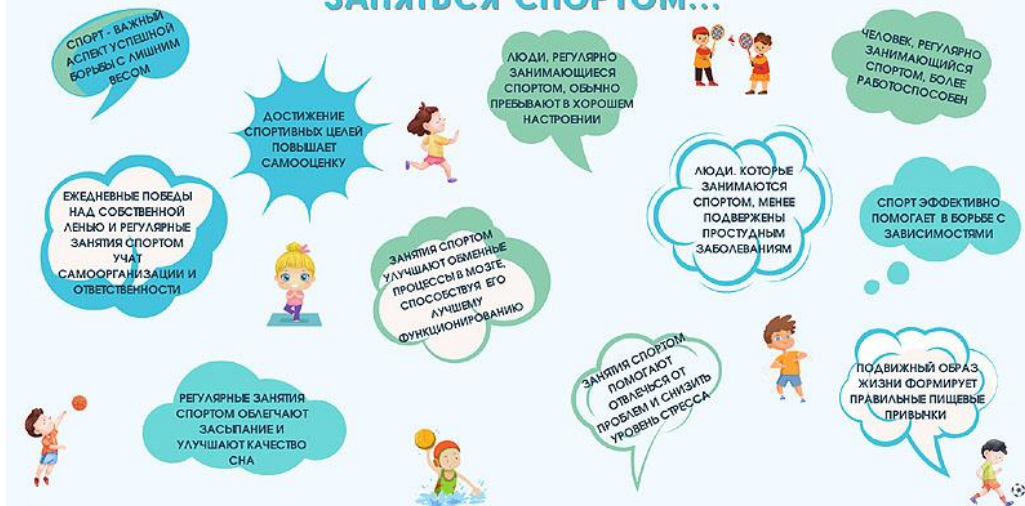 ЗАНЯТЬСЯ СПОРТОМ...
СПОРТ - ВАЖНЫЙ
АСПЕКТ УСПЕШНОЙ
БОРЬБЫ С ЛИШНИМ
ВЕСОМ
ДОСТИЖЕНИЕ
СПОРТИВНЫХ ЦЕЛЕЙ
ПОВЫШАЕТ
САМООЦЕНКУ
ЛЮДИ, РЕГУЛЯРНО
ЗАНИМАЮЩИЕСЯ
СПОРТОМ, ОБЫЧНО
ПРЕБЫВАЮТ В ХОРОШЕМ
НАСТРОЕНИИ
ЧЕЛОВЕК, РЕГУЛЯРНО
ЗАНИМАЮЩИЙСЯ
СПОРТОМ, БОЛЕЕ
РАБОТОСПОСОБЕН
ЕЖЕДНЕВНЫЕ ПОБЕДЫ
НАД СОБСТВЕННОЙ
ЛЕНЬЮ И РЕГУЛЯРНЫЕ
ЗАНЯТИЯ СПОРТОМ
УЧАТ
САМООРГАНИЗАЦИИ И
ОТВЕТСТВЕННОСТИ
ЗАНЯТИЯ СПОРТОМ
УЛУЧШАЮТ ОБМЕННЫЕ
ПРОЦЕССЫ В МОЗГЕ,
СПОСОБСТВУЯ ЕГО
ЛУЧШЕМУ
ФУНКЦИОНИРОВАНИЮ
ЛЮДИ. КОТОРЫЕ
ЗАНИМАЮТСЯ
СПОРТОМ, МЕНЕЕ
ПОДВЕРЖЕНЫ
ПРОСТУДНЫМ
ЗАБОЛЕВАНИЯМ
СПОРТ ЭФФЕКТИВНО
ПОМОГАЕТ В БОРЬБЕ С
ЗАВИСИМОСТЯМИ
РЕГУЛЯРНЫЕ ЗАНЯТИЯ
СПОРТОМ ОБЛЕГЧАЮТ
ЗАСЫПАНИЕ И
УЛУЧШАЮТ КАЧЕСТВО
СНА
ЗАНЯТИЯ СПОРТОМ
ПОМОГАЮТ
ОТВЛЕЧЬСЯ ОТ
ПРОБЛЕМ И СНИЗИТЬ
УРОВЕНЬ СТРЕССА
ПОДВИЖНЫЙ ОБРАЗ
ЖИЗНИ ФОРМИРУЕТ
ПРАВИЛЬНЫЕ ПИЩЕВЫЕ
ПРИВЫЧКИ